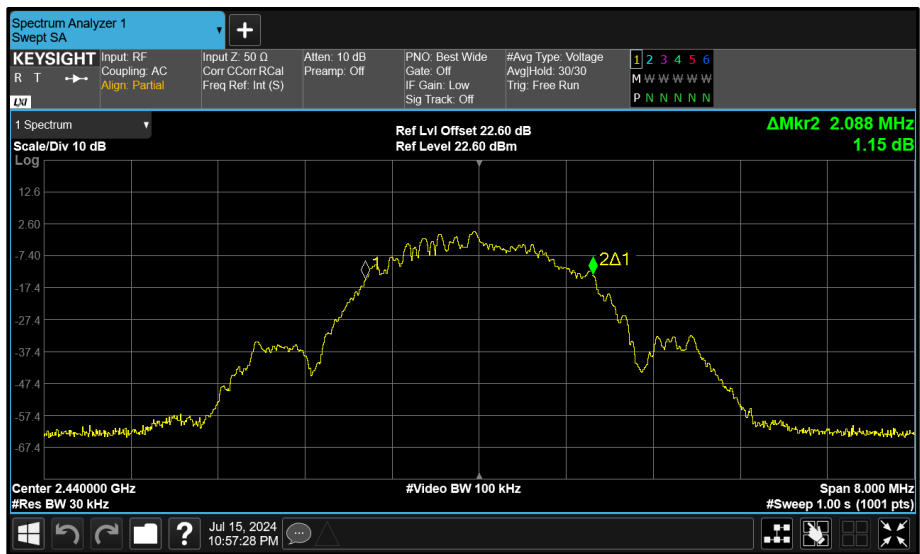 Spectrum Analyzer 1
Swept SA
+
KEYSIGHT
R T
LXI
Input: RF
Coupling: AC
Align: Partial
Input Z: 50 Ω
Corr CCorr RCal
Freq Ref: Int (S)
Atten: 10 dB
Preamp: Off
PNO: Best Wide
Gate: Off
IF Gain: Low
Sig Track: Off
#Avg Type: Voltage
Avg|Hold: 30/30
Trig: Free Run
1 2 3 4 5 6
M W W W W W
P N N N N N
1 Spectrum
Scale/Div 10 dB
Ref Lvl Offset 22.60 dB
Ref Level 22.60 dBm
ΔMkr2 2.088 MHz
1.15 dB
Log
12.6
2.60
-7.40
-17.4
-27.4
-37.4
-47.4
-57.4
-67.4
1
2Δ1
Center 2.440000 GHz
#Res BW 30 kHz
#Video BW 100 kHz
Span 8.000 MHz
#Sweep 1.00 s (1001 pts)
?
Jul 15, 2024
10:57:28 PM